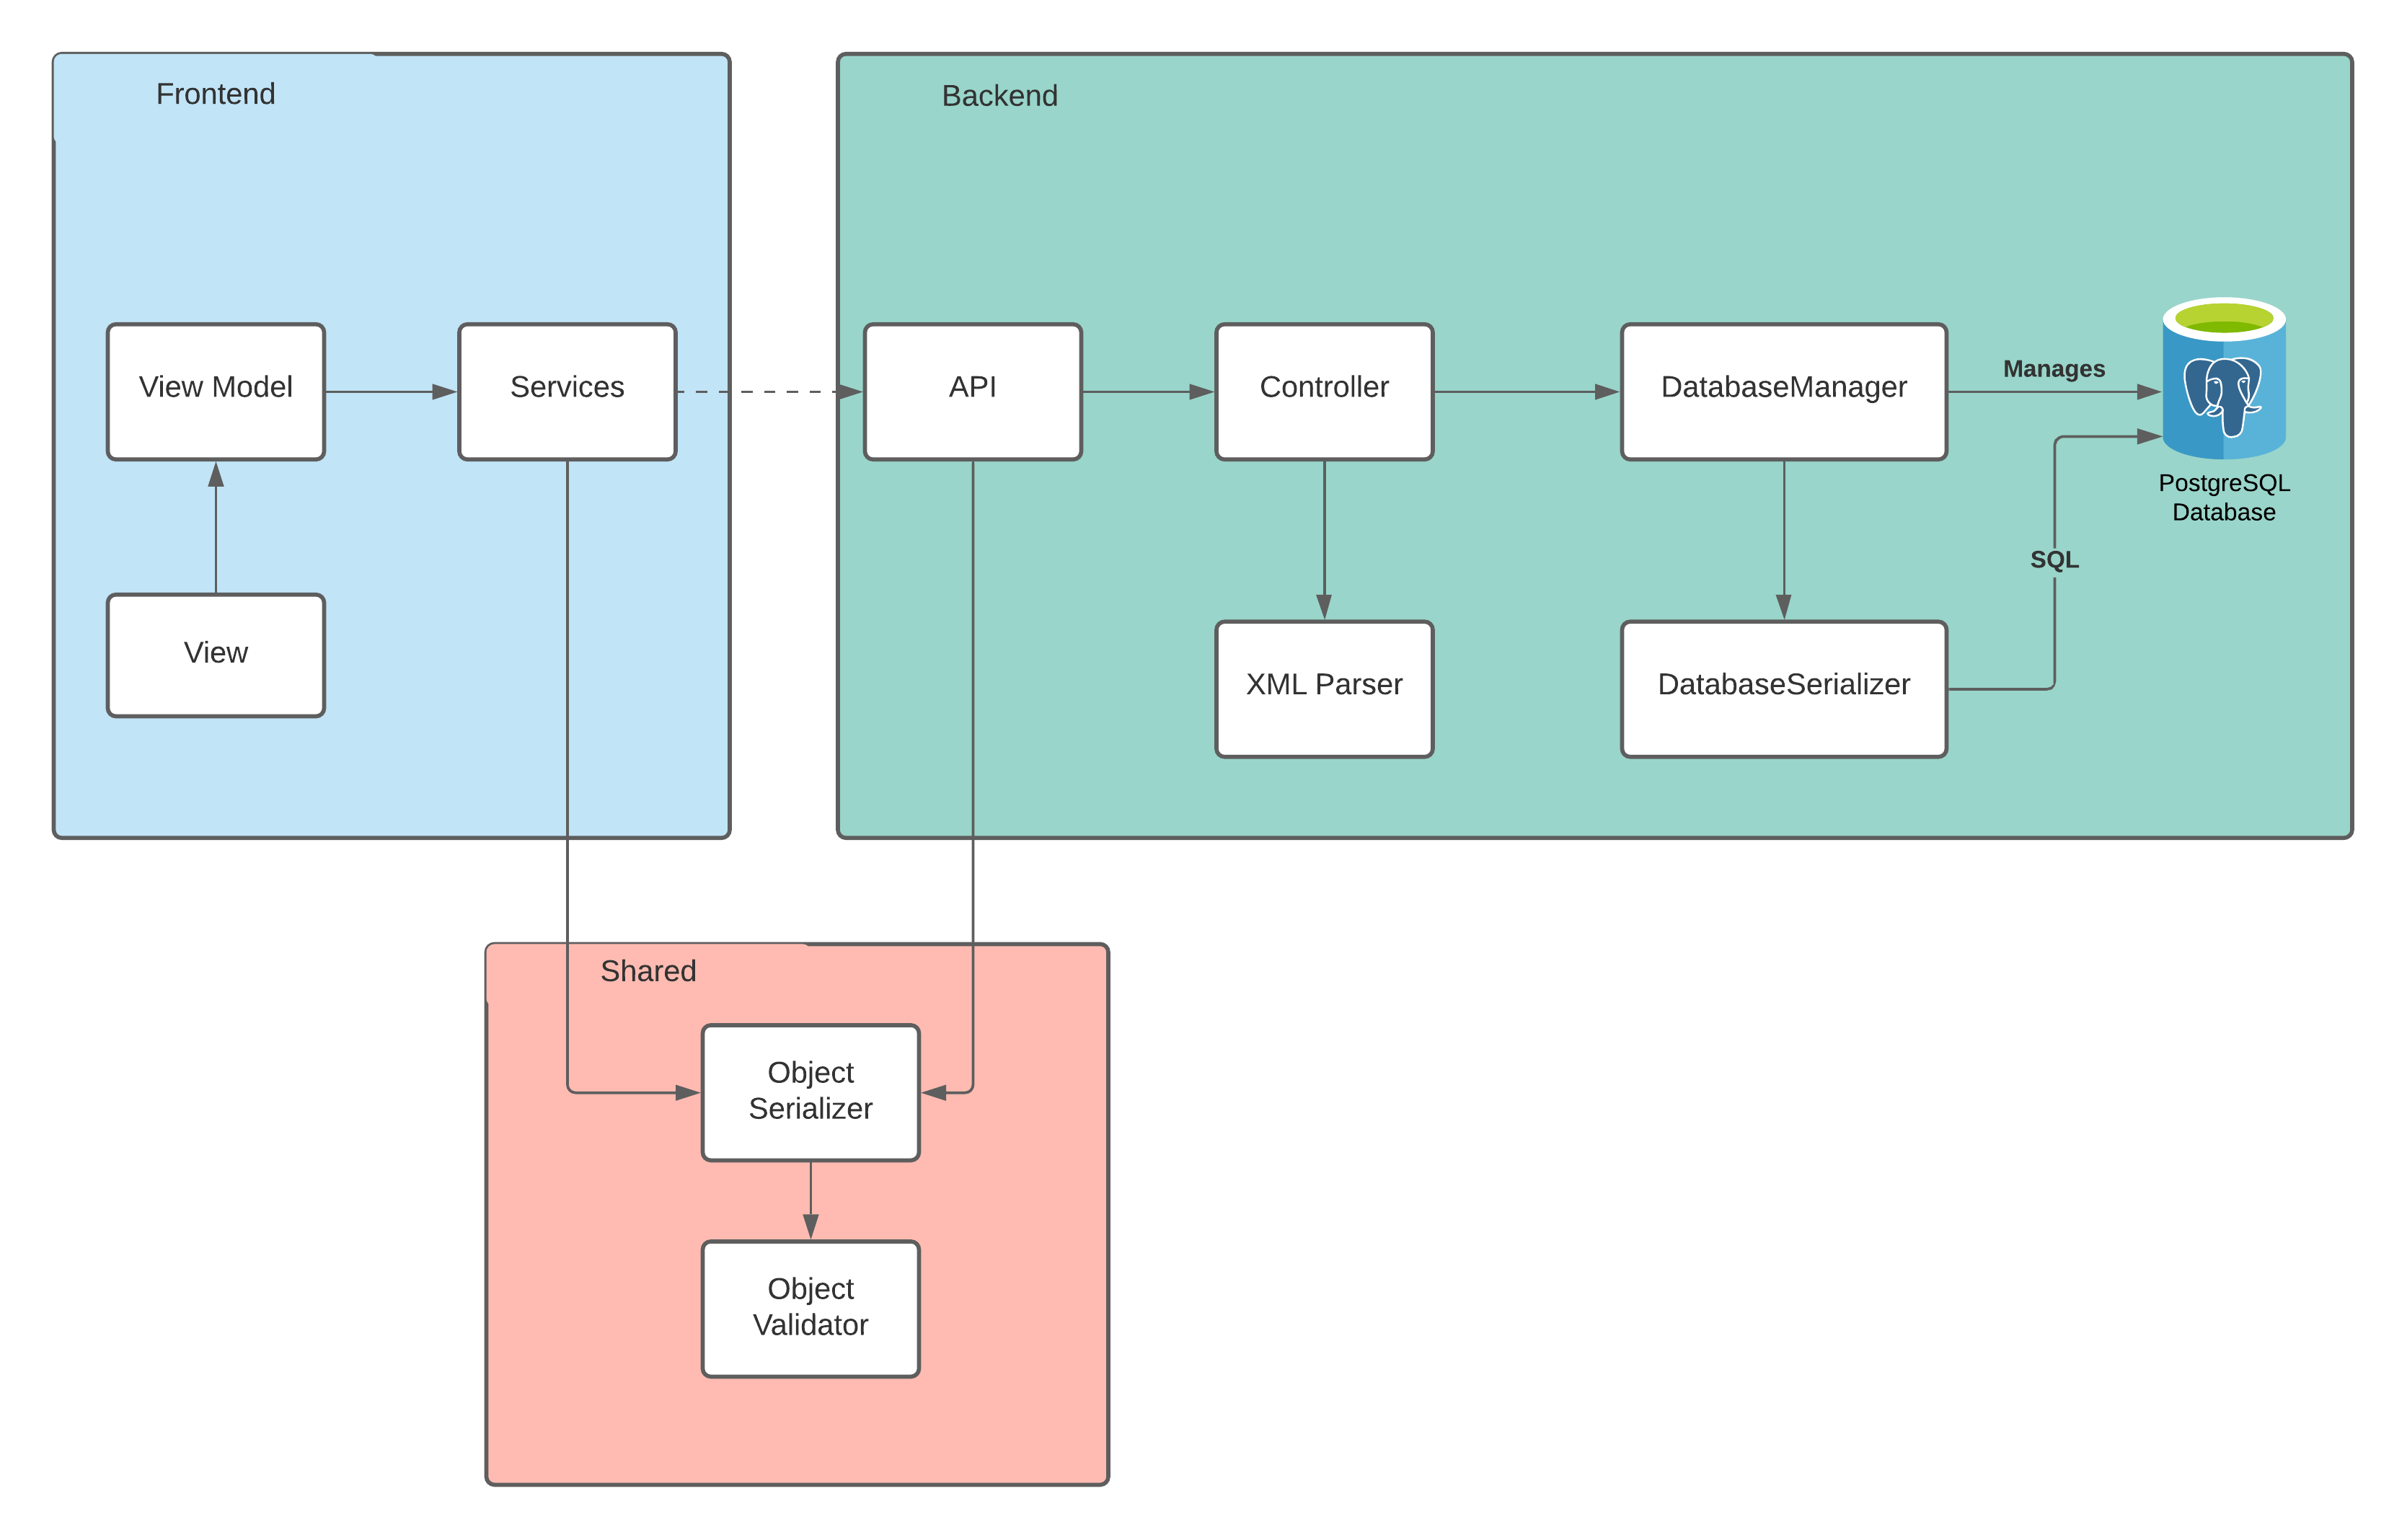 Frontend
Backend
View Model
Services
API
Controller
DatabaseManager
Manages
PostgreSQL
Database
SQL
View
XML Parser
DatabaseSerializer
Shared
Object
Serializer
Object
Validator